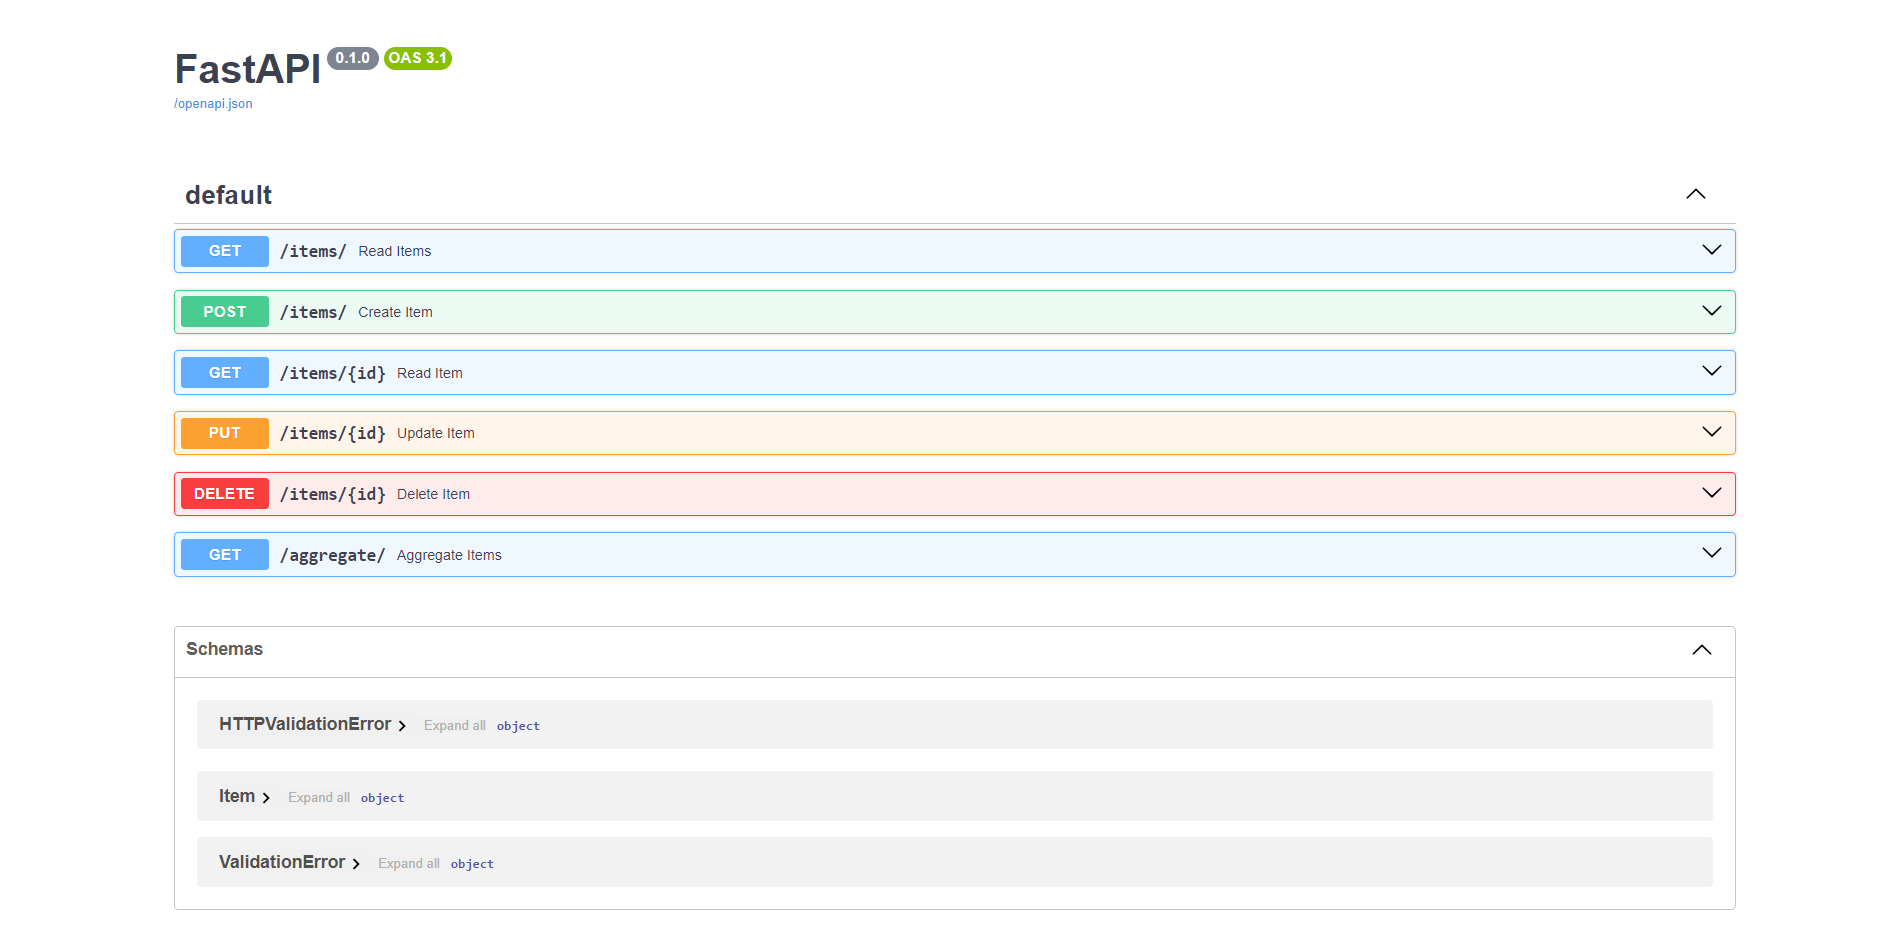 FastAPI 0.1.0 OAS 3.1
/openapi.json
default
GET /items/ Read Items
POST /items/ Create Item
GET /items/{id} Read Item
PUT /items/{id} Update Item
DELETE /items/{id} Delete Item
GET /aggregate/ Aggregate Items
Schemas
HTTPValidationError Expand all object
Item Expand all object
ValidationError Expand all object